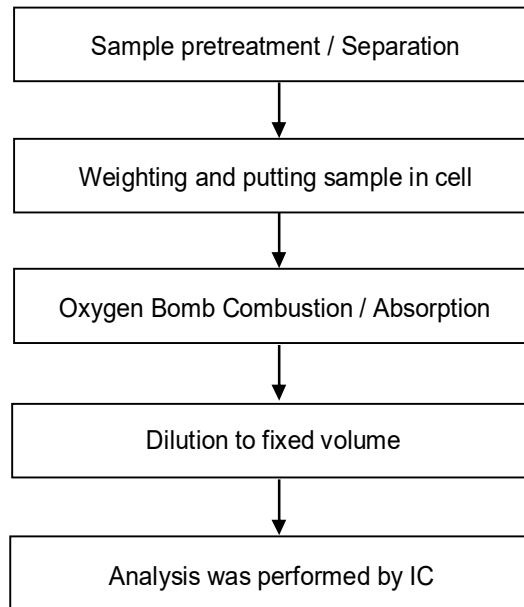 Sample pretreatment / Separation
Weighting and putting sample in cell
Oxygen Bomb Combustion / Absorption
Dilution to fixed volume
Analysis was performed by IC